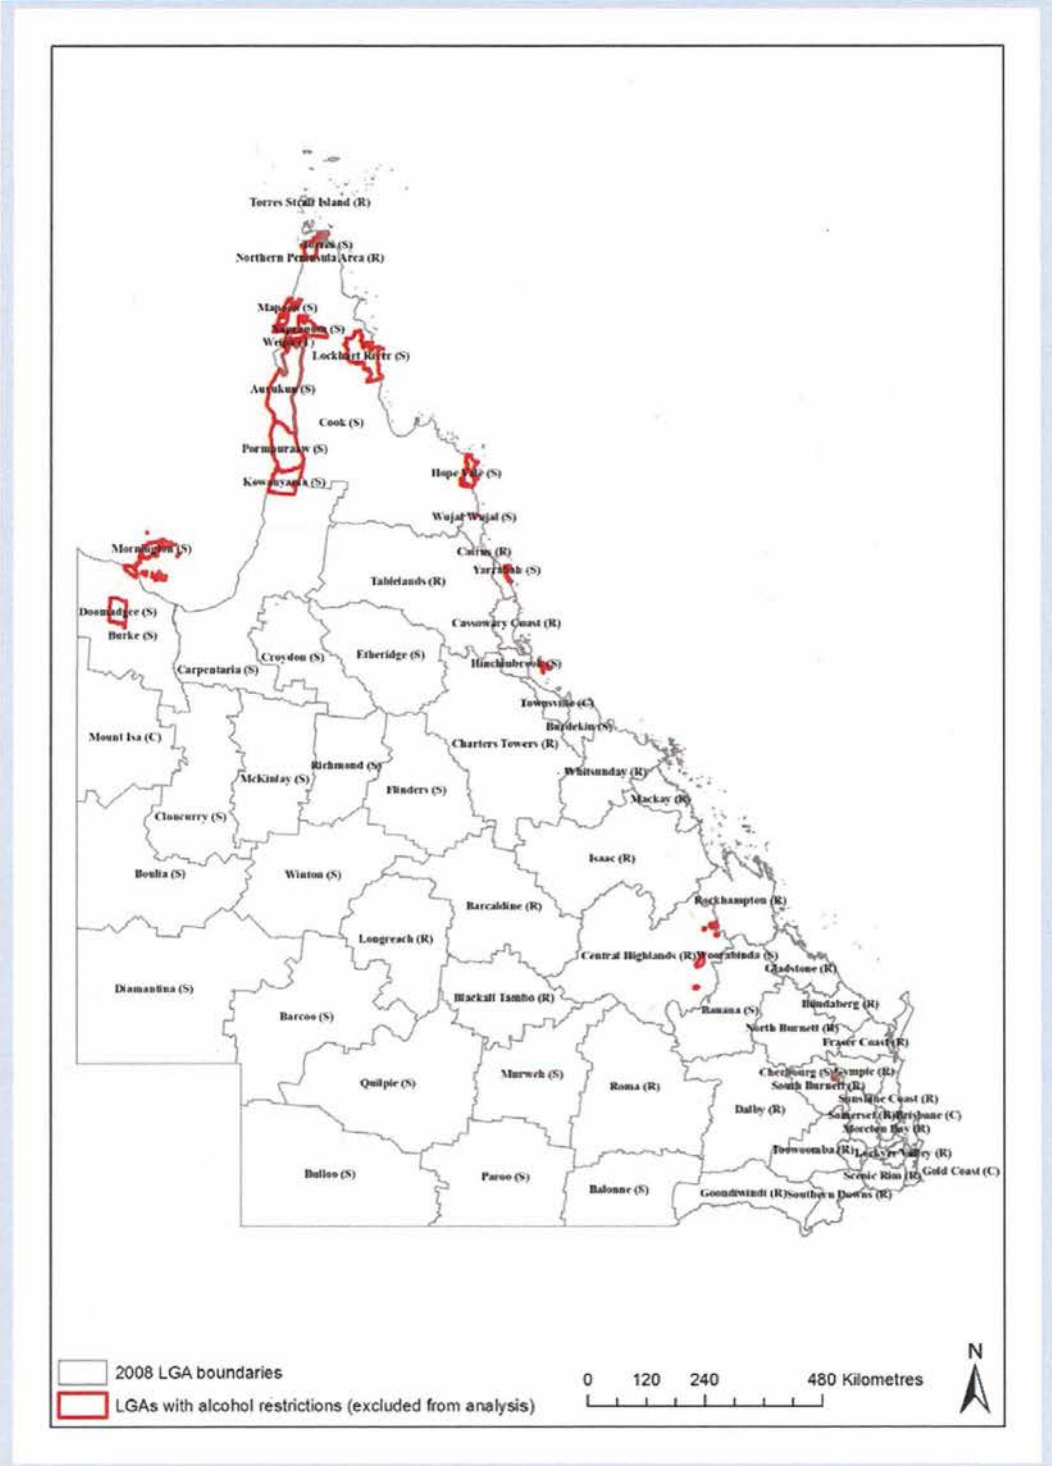 Torres Strait Island (R)
Torres (S)
Northern Peninsula Area (R)
Mapoon (S)
Napranum (S)
Weipa (T)
Lockhart River (S)
Aurukun (S)
Cook (S)
Pormpuraaw (S)
Hope Vale (S)
Kowanyama (S)
Wujal Wujal (S)
Mornington (S)
Cairns (R)
Yarrabah (S)
Tablelands (R)
Doomadgee (S)
Cassowary Coast (R)
Burke (S)
Croydon (S)
Etheridge (S)
Hinchinbrook (S)
Carpentaria (S)
Townsville (C)
Burdekin (S)
Mount Isa (C)
Charters Towers (R)
Richmond (S)
Whitsunday (R)
McKinlay (S)
Flinders (S)
Mackay (R)
Cloncurry (S)
Isaac (R)
Boulia (S)
Winton (S)
Rockhampton (R)
Barcaldine (R)
Longreach (R)
Central Highlands (R)
Woorabinda (S)
Gladstone (R)
Diamantina (S)
Blackall Tambo (R)
Bundaberg (R)
Banana (S)
Barcoo (S)
North Burnett (R)
Fraser Coast (R)
Cherbourg (S)
Gympie (R)
Murweh (S)
Quilpie (S)
Roma (R)
South Burnett (R)
Sunshine Coast (R)
Dalby (R)
Somerset (R)
Brisbane (C)
Moreton Bay (R)
Toowoomba (R)
Lockyer Valley (R)
Gold Coast (C)
Bulloo (S)
Paroo (S)
Scenic Rim (R)
Balonne (S)
Goondiwindi (R)
Southern Downs (R)
N
2008 LGA boundaries
LGAs with alcohol restrictions (excluded from analysis)
0 120 240 480 Kilometres